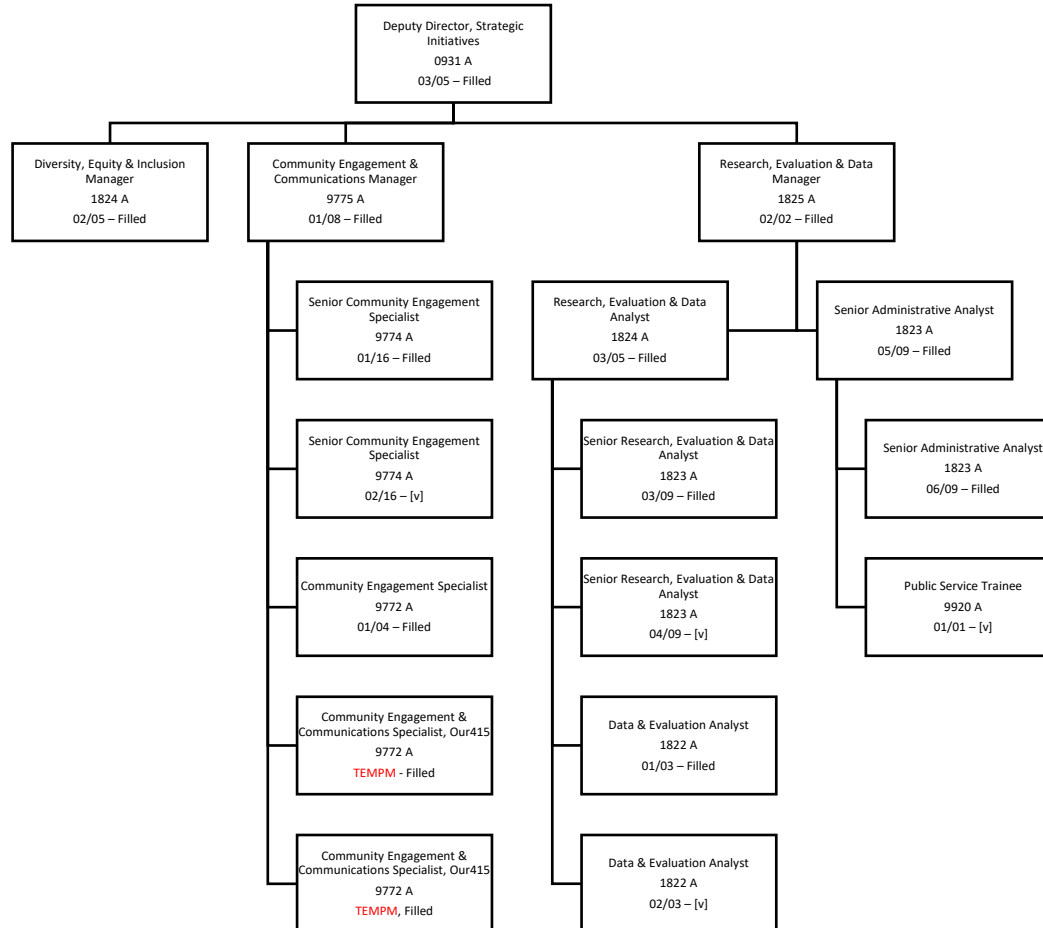 Deputy Director, Strategic
Initiatives
0931 A
03/05 – Filled
Diversity, Equity & Inclusion
Manager
1824 A
02/05 – Filled
Community Engagement &
Communications Manager
9775 A
01/08 – Filled
Research, Evaluation & Data
Manager
1825 A
02/02 – Filled
Senior Community Engagement
Specialist
9774 A
01/16 – Filled
Senior Community Engagement
Specialist
9774 A
02/16 – [v]
Community Engagement Specialist
9772 A
01/04 – Filled
Community Engagement &
Communications Specialist, Our415
9772 A
TEMPM - Filled
Community Engagement &
Communications Specialist, Our415
9772 A
TEMPM, Filled
Research, Evaluation & Data
Analyst
1824 A
03/05 – Filled
Senior Research, Evaluation & Data
Analyst
1823 A
03/09 – Filled
Senior Research, Evaluation & Data
Analyst
1823 A
04/09 – [v]
Data & Evaluation Analyst
1822 A
01/03 – Filled
Data & Evaluation Analyst
1822 A
02/03 – [v]
Senior Administrative Analyst
1823 A
05/09 – Filled
Senior Administrative Analyst
1823 A
06/09 – Filled
Public Service Trainee
9920 A
01/01 – [v]